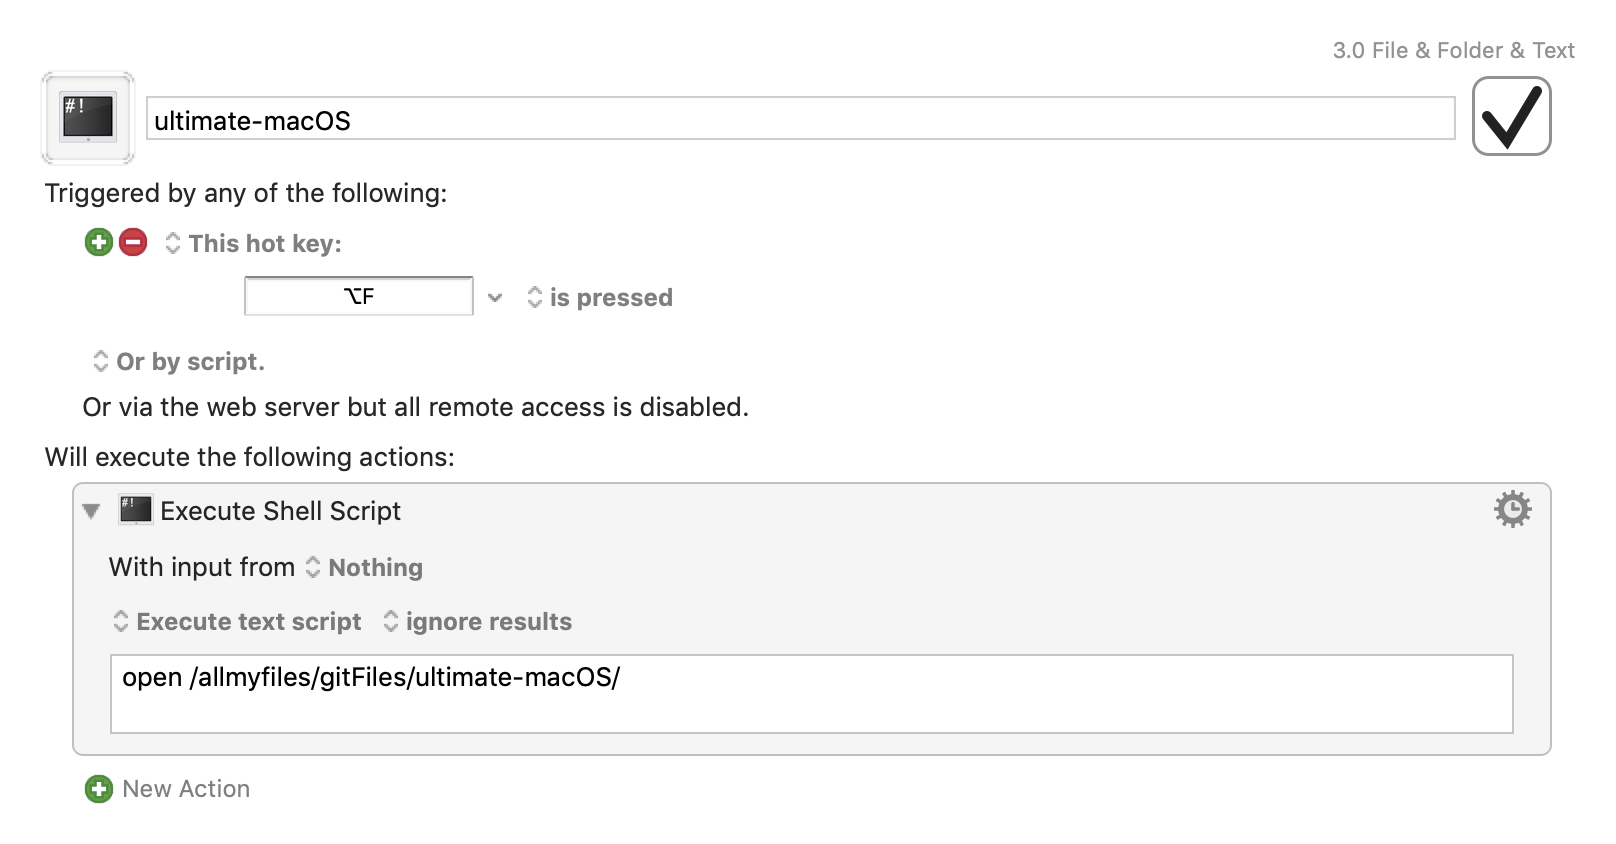 3.0 File & Folder & Text
#!
ultimate-macOS
Triggered by any of the following:
This hot key:
⌥F
is pressed
Or by script.
Or via the web server but all remote access is disabled.
Will execute the following actions:
#! Execute Shell Script
With input from Nothing
Execute text script ignore results
open /allmyfiles/gitFiles/ultimate-macOS/
New Action